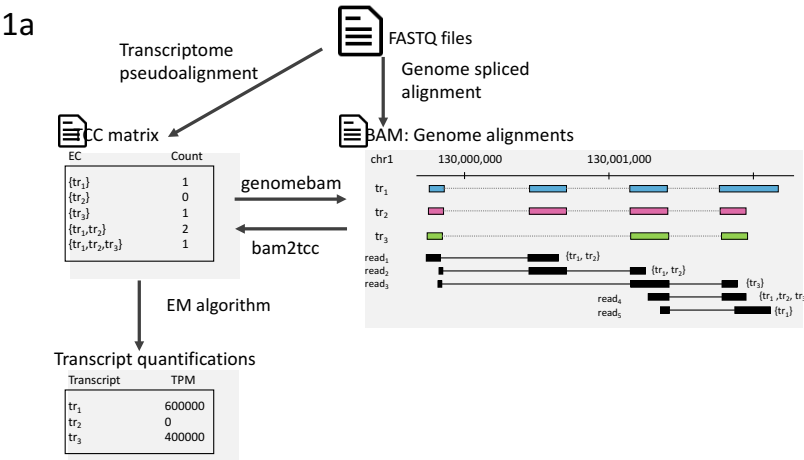 1a
FASTQ files
Transcriptome
pseudoalignment
Genome spliced
alignment
TCC matrix
EC Count
{tr₁} 1
{tr₂} 0
{tr₃} 1
{tr₁,tr₂} 2
{tr₁,tr₂,tr₃} 1
genomebam
bam2tcc
BAM: Genome alignments
chr1 130,000,000 130,001,000
tr₁
tr₂
tr₃
read₁ {tr₁, tr₂}
read₂ {tr₁, tr₂}
read₃ {tr₃}
read₄ {tr₁ ,tr₂, tr₃
read₅ {tr₁}
EM algorithm
Transcript quantifications
Transcript TPM
tr₁ 600000
tr₂ 0
tr₃ 400000